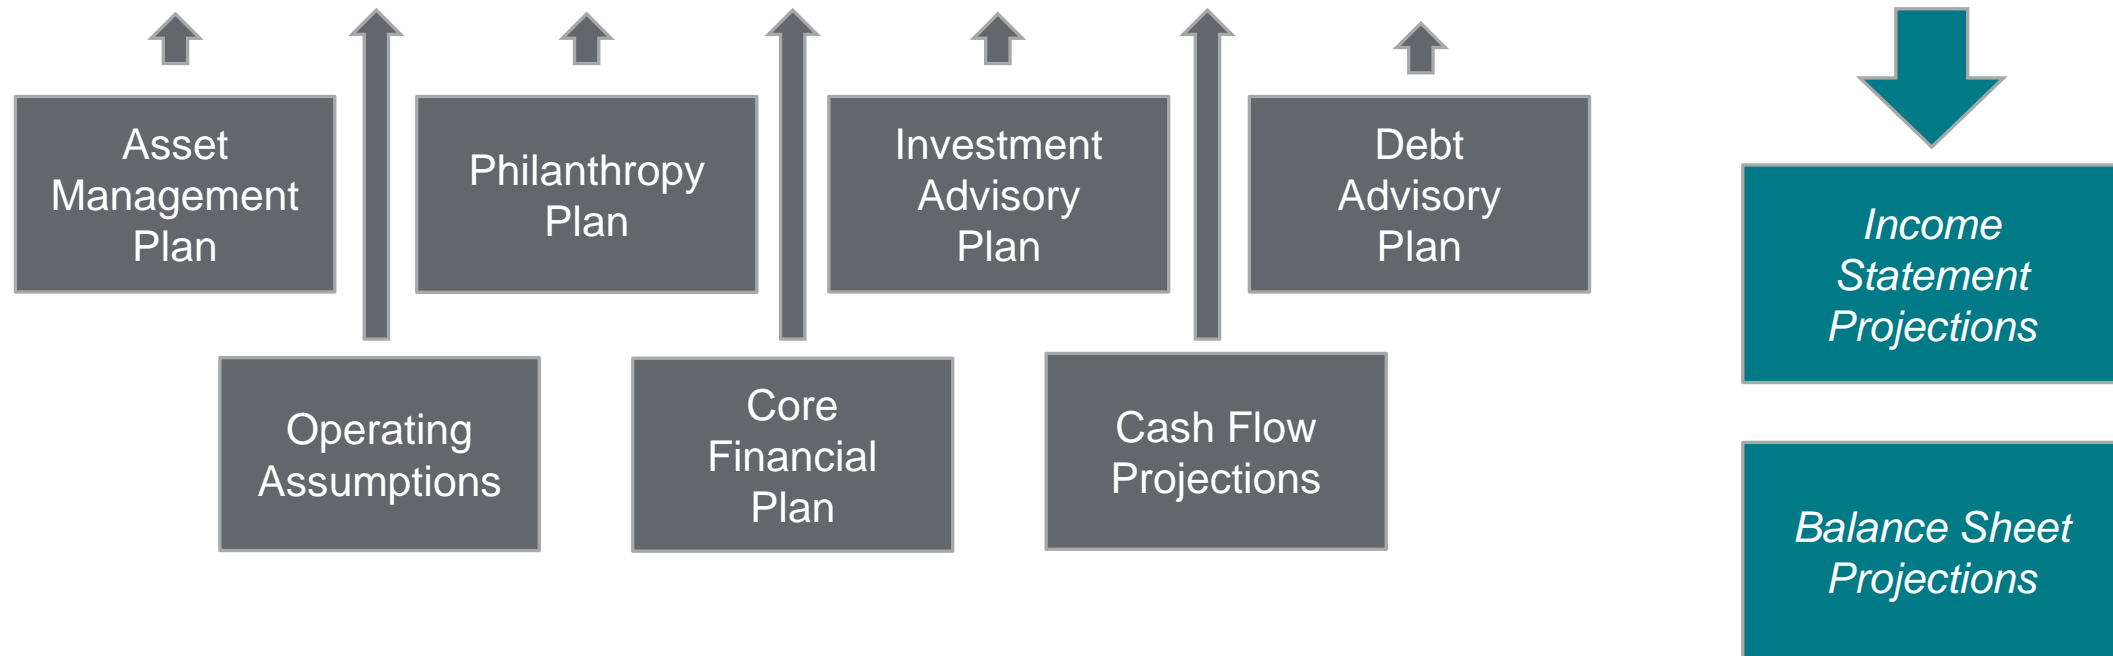 Asset
Management
Plan
Philanthropy
Plan
Investment
Advisory
Plan
Debt
Advisory
Plan
Operating
Assumptions
Core
Financial
Plan
Cash Flow
Projections
Income
Statement
Projections
Balance Sheet
Projections